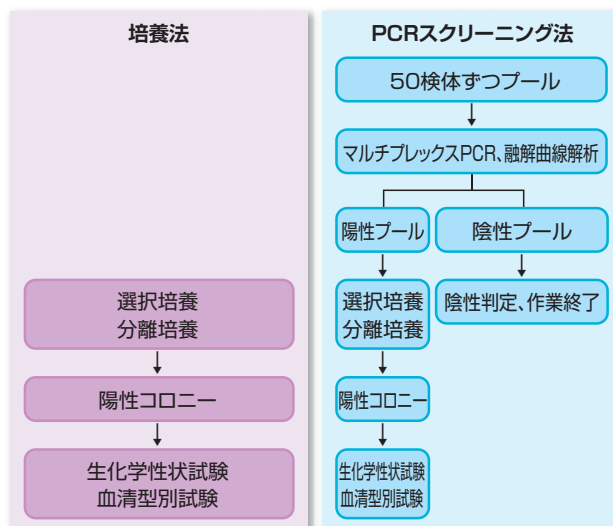 培養法
選択培養
分離培養
陽性コロニー
生化学性状試験
血清型別試験
PCRスクリーニング法
50検体ずつプール
マルチプレックスPCR、融解曲線解析
陽性プール
陰性プール
選択培養
分離培養
陰性判定、作業終了
陽性コロニー
生化学性状試験
血清型別試験